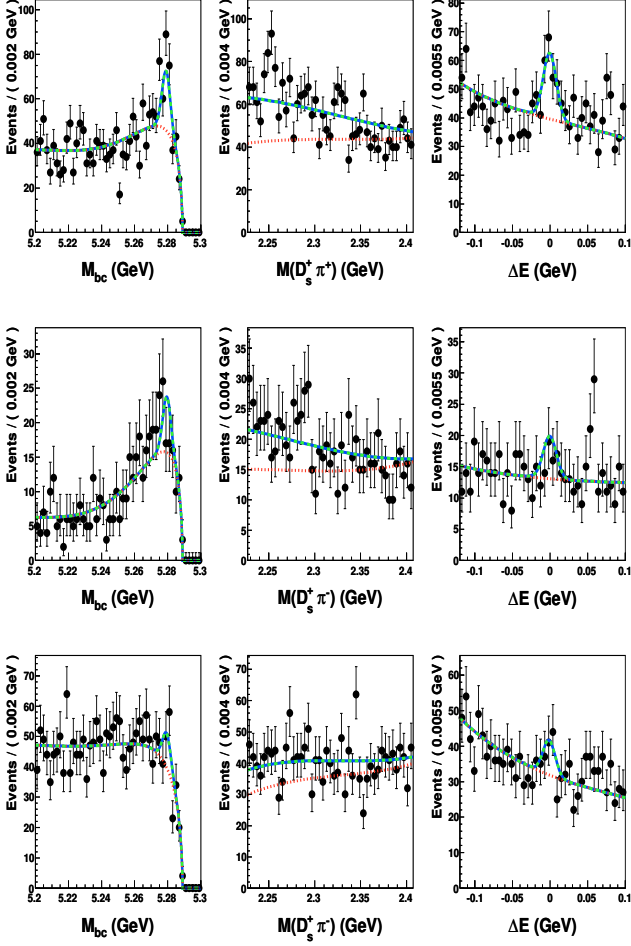 Events / ( 0.002 GeV )
100
80
60
40
20
0
5.2 5.22 5.24 5.26 5.28 5.3
M_bc (GeV)
Events / ( 0.004 GeV )
100
80
60
40
20
0
2.25 2.3 2.35 2.4
M(D_s^+ π^+) (GeV)
Events / ( 0.0055 GeV )
80
70
60
50
40
30
20
10
0
-0.1 -0.05 0 0.05 0.1
ΔE (GeV)
Events / ( 0.002 GeV )
30
25
20
15
10
5
0
5.2 5.22 5.24 5.26 5.28 5.3
M_bc (GeV)
Events / ( 0.004 GeV )
35
30
25
20
15
10
5
0
2.25 2.3 2.35 2.4
M(D_s^+ π^-) (GeV)
Events / ( 0.0055 GeV )
35
30
25
20
15
10
5
0
-0.1 -0.05 0 0.05 0.1
ΔE (GeV)
Events / ( 0.002 GeV )
70
60
50
40
30
20
10
0
5.2 5.22 5.24 5.26 5.28 5.3
M_bc (GeV)
Events / ( 0.004 GeV )
70
60
50
40
30
20
10
0
2.25 2.3 2.35 2.4
M(D_s^+ π^-) (GeV)
Events / ( 0.0055 GeV )
60
50
40
30
20
10
0
-0.1 -0.05 0 0.05 0.1
ΔE (GeV)